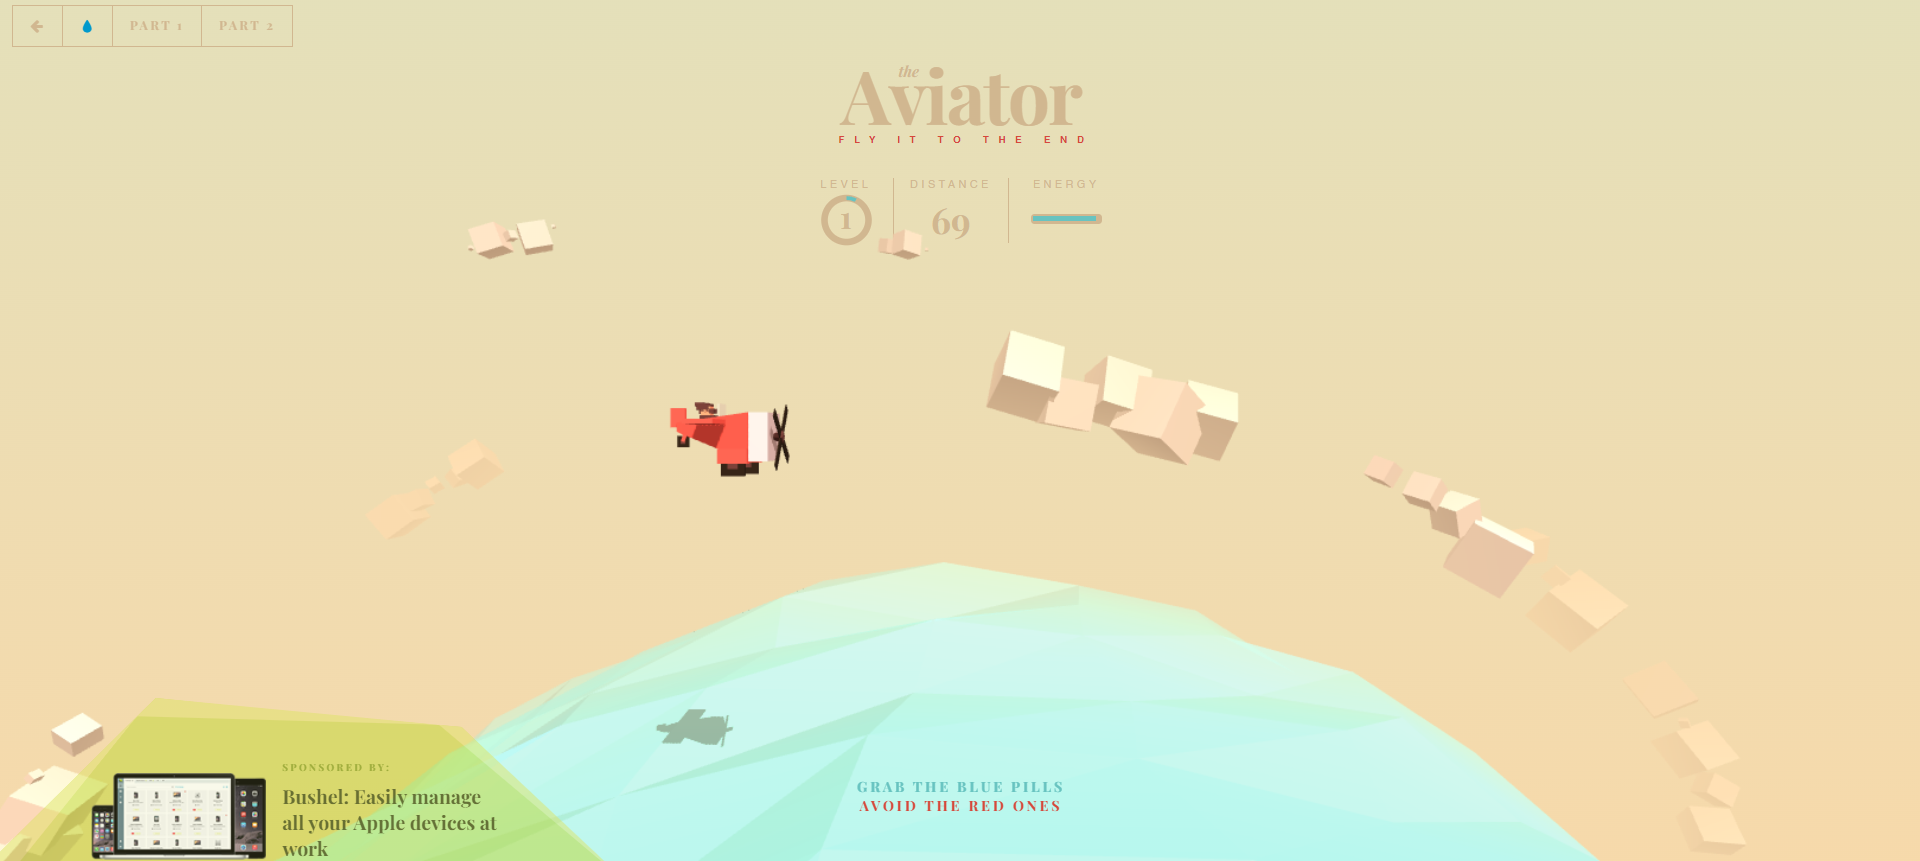 PART 1
PART 2
the
Aviator
FLY IT TO THE END
LEVEL
DISTANCE
ENERGY
1
69
GRAB THE BLUE PILLS
AVOID THE RED ONES
SPONSORED BY:
Bushel: Easily manage
all your Apple devices at
work